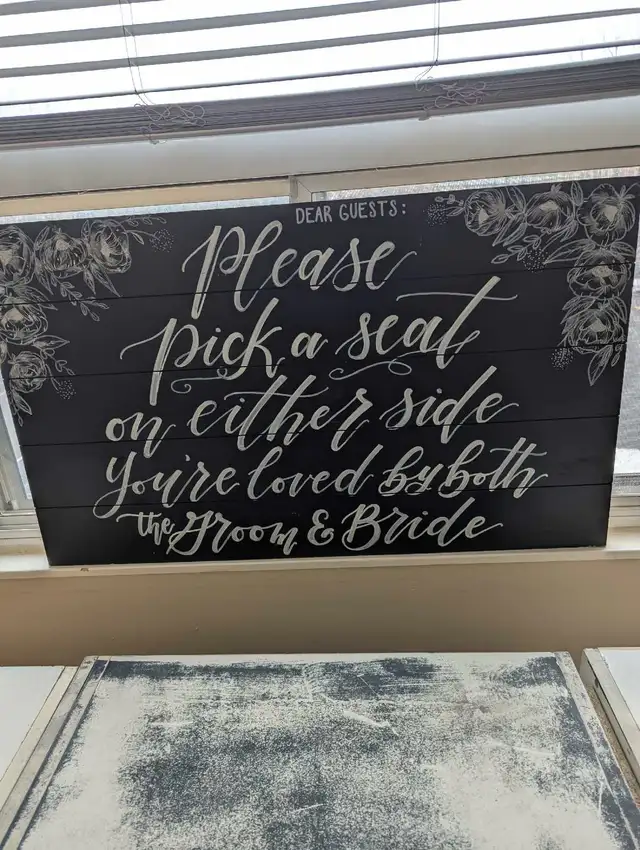 DEAR GUESTS:
Please
pick a seat
on either side
You're loved by both
the Groom & Bride